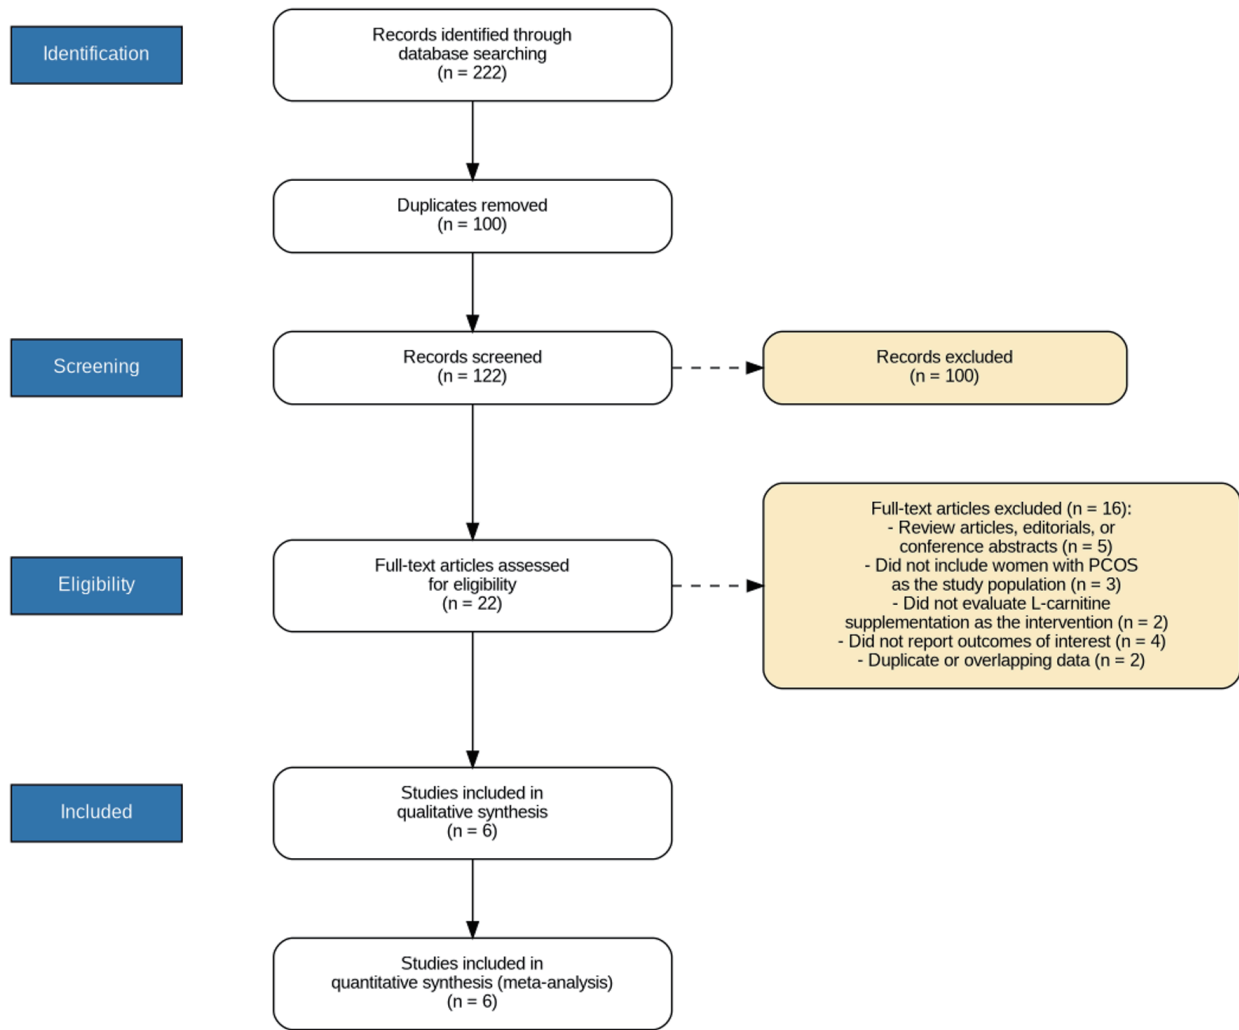 Identification
Records identified through
database searching
(n = 222)
Duplicates removed
(n = 100)
Screening
Records screened
(n = 122)
Records excluded
(n = 100)
Eligibility
Full-text articles assessed
for eligibility
(n = 22)
Full-text articles excluded (n = 16):
- Review articles, editorials, or
conference abstracts (n = 5)
- Did not include women with PCOS
as the study population (n = 3)
- Did not evaluate L-carnitine
supplementation as the intervention (n = 2)
- Did not report outcomes of interest (n = 4)
- Duplicate or overlapping data (n = 2)
Included
Studies included in
qualitative synthesis
(n = 6)
Studies included in
quantitative synthesis (meta-analysis)
(n = 6)